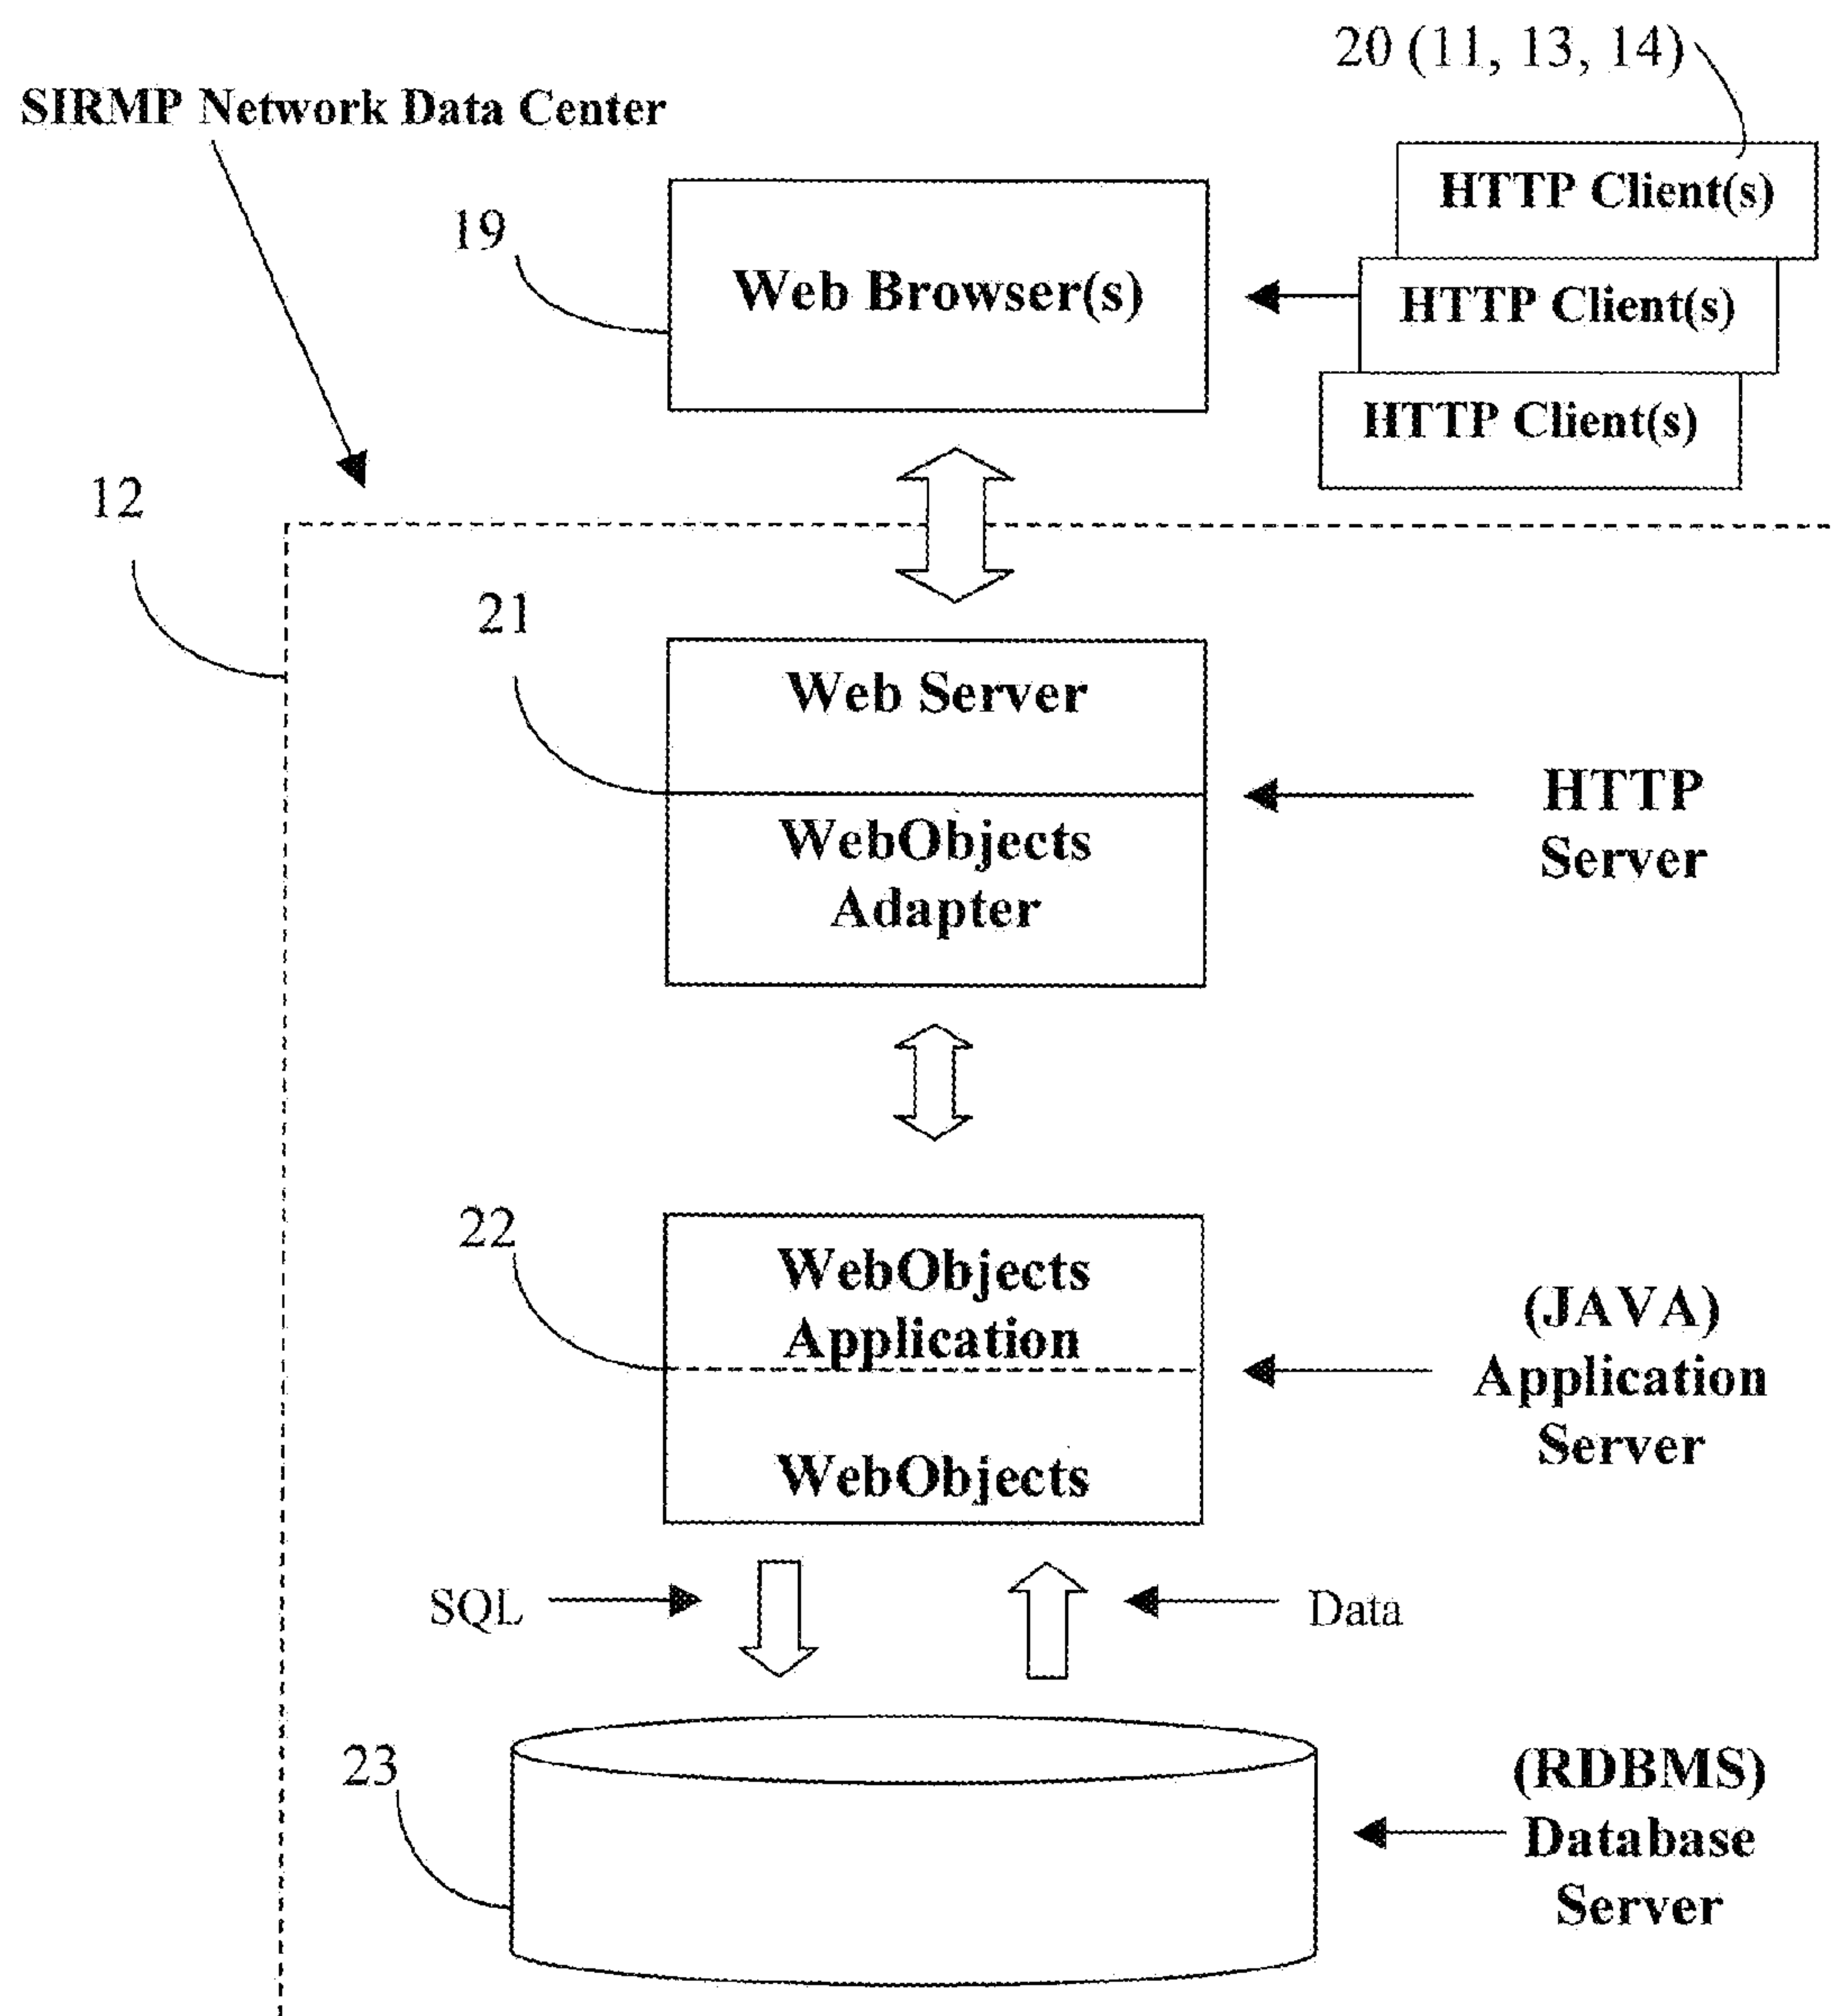 20 (11, 13, 14)
SIRMP Network Data Center
HTTP Client(s)
19
Web Browser(s)
HTTP Client(s)
HTTP Client(s)
12
21
Web Server
HTTP
Server
WebObjects
Adapter
22
WebObjects
Application
(JAVA)
Application
Server
WebObjects
SQL
Data
23
(RDBMS)
Database
Server